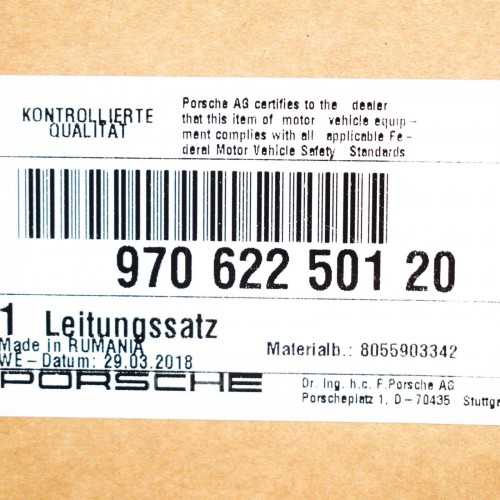 KONTROLLIERTE
QUALITÄT
Porsche AG certifies to the dealer
that this item of motor vehicle equip-
ment complies with all applicable Fe-
deral Motor Vehicle Safety Standards
970 622 501 20
1 Leitungssatz
Made in RUMANIA
WE-Datum: 29.03.2018
Materialb.: 8055903342
PORSCHE
Dr. Ing. h.c. F.Porsche AG
Porscheplatz 1, D-70435 Stuttga